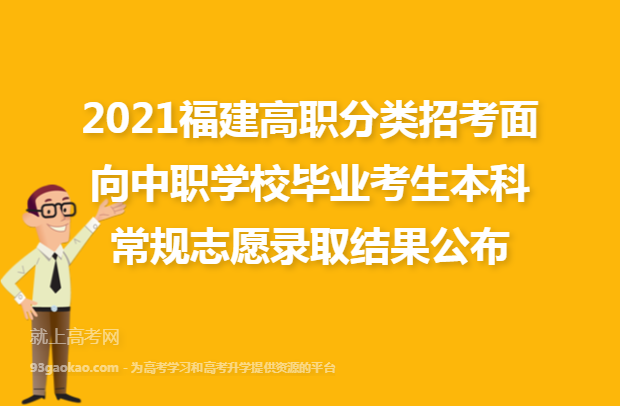 2021福建高职分类招考面
向中职学校毕业考生本科
常规志愿录取结果公布
就上高考网
93gaokao.com - 为高考学习和高考升学提供资源的平台